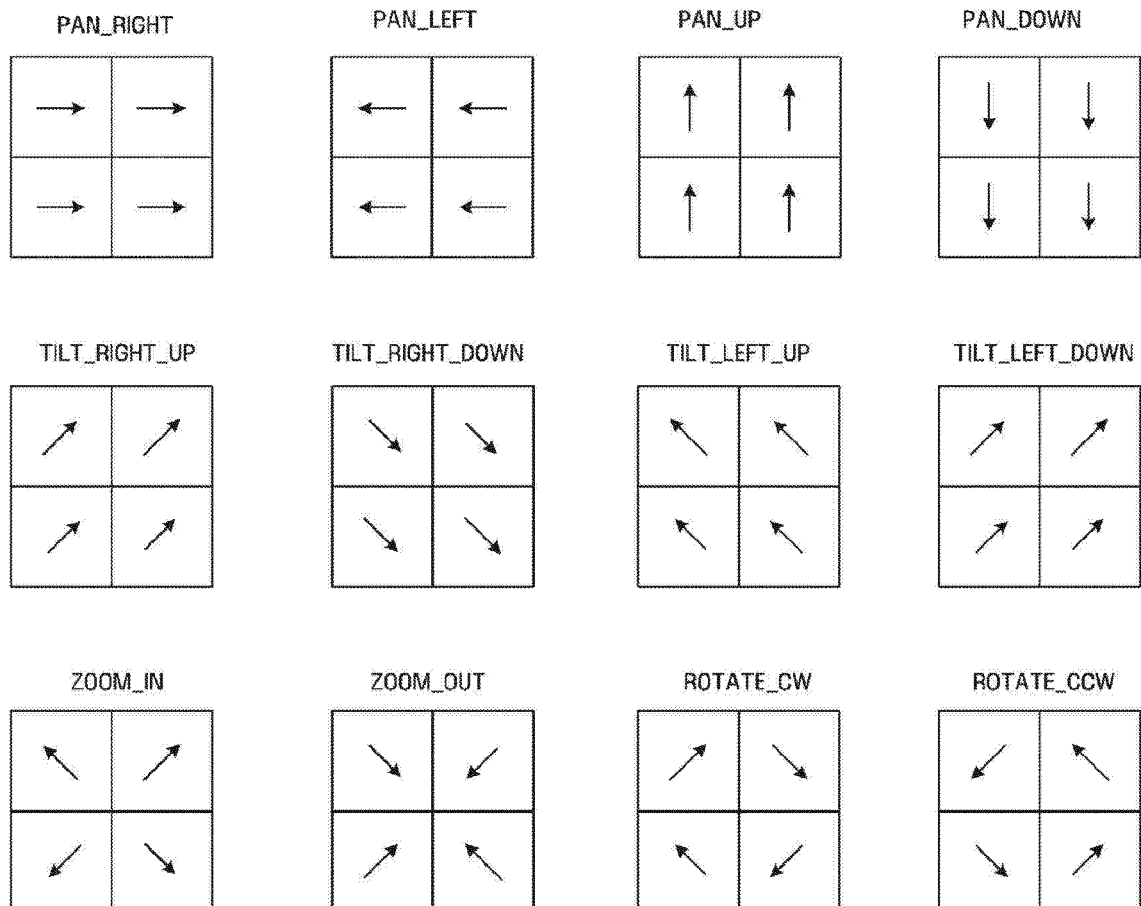 PAN_RIGHT
PAN_LEFT
PAN_UP
PAN_DOWN
TILT_RIGHT_UP
TILT_RIGHT_DOWN
TILT_LEFT_UP
TILT_LEFT_DOWN
ZOOM_IN
ZOOM_OUT
ROTATE_CW
ROTATE_CCW